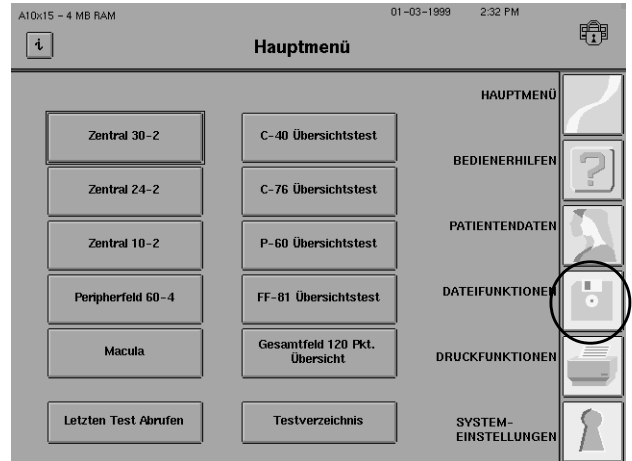 A10x15 - 4 MB RAM
01-03-1999 2:32 PM
i
Hauptmenü
HAUPTMENÜ
Zentral 30-2
C-40 Übersichtstest
BEDIENERHILFEN
?
Zentral 24-2
C-76 Übersichtstest
PATIENTENDATEN
Zentral 10-2
P-60 Übersichtstest
DATEIFUNKTIONEN
Peripherfeld 60-4
FF-81 Übersichtstest
Macula
Gesamtfeld 120 Pkt.
Übersicht
DRUCKFUNKTIONEN
Letzten Test Abrufen
Testverzeichnis
SYSTEM-
EINSTELLUNGEN